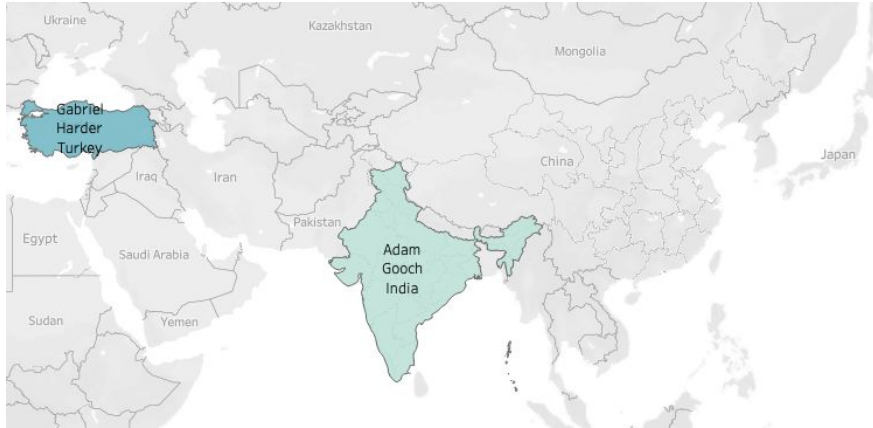 Ukraine
Kazakhstan
Mongolia
Gabriel
Harder
Turkey
China
Japan
Iraq
Iran
Pakistan
Egypt
Saudi Arabia
Adam
Gooch
India
Sudan
Yemen